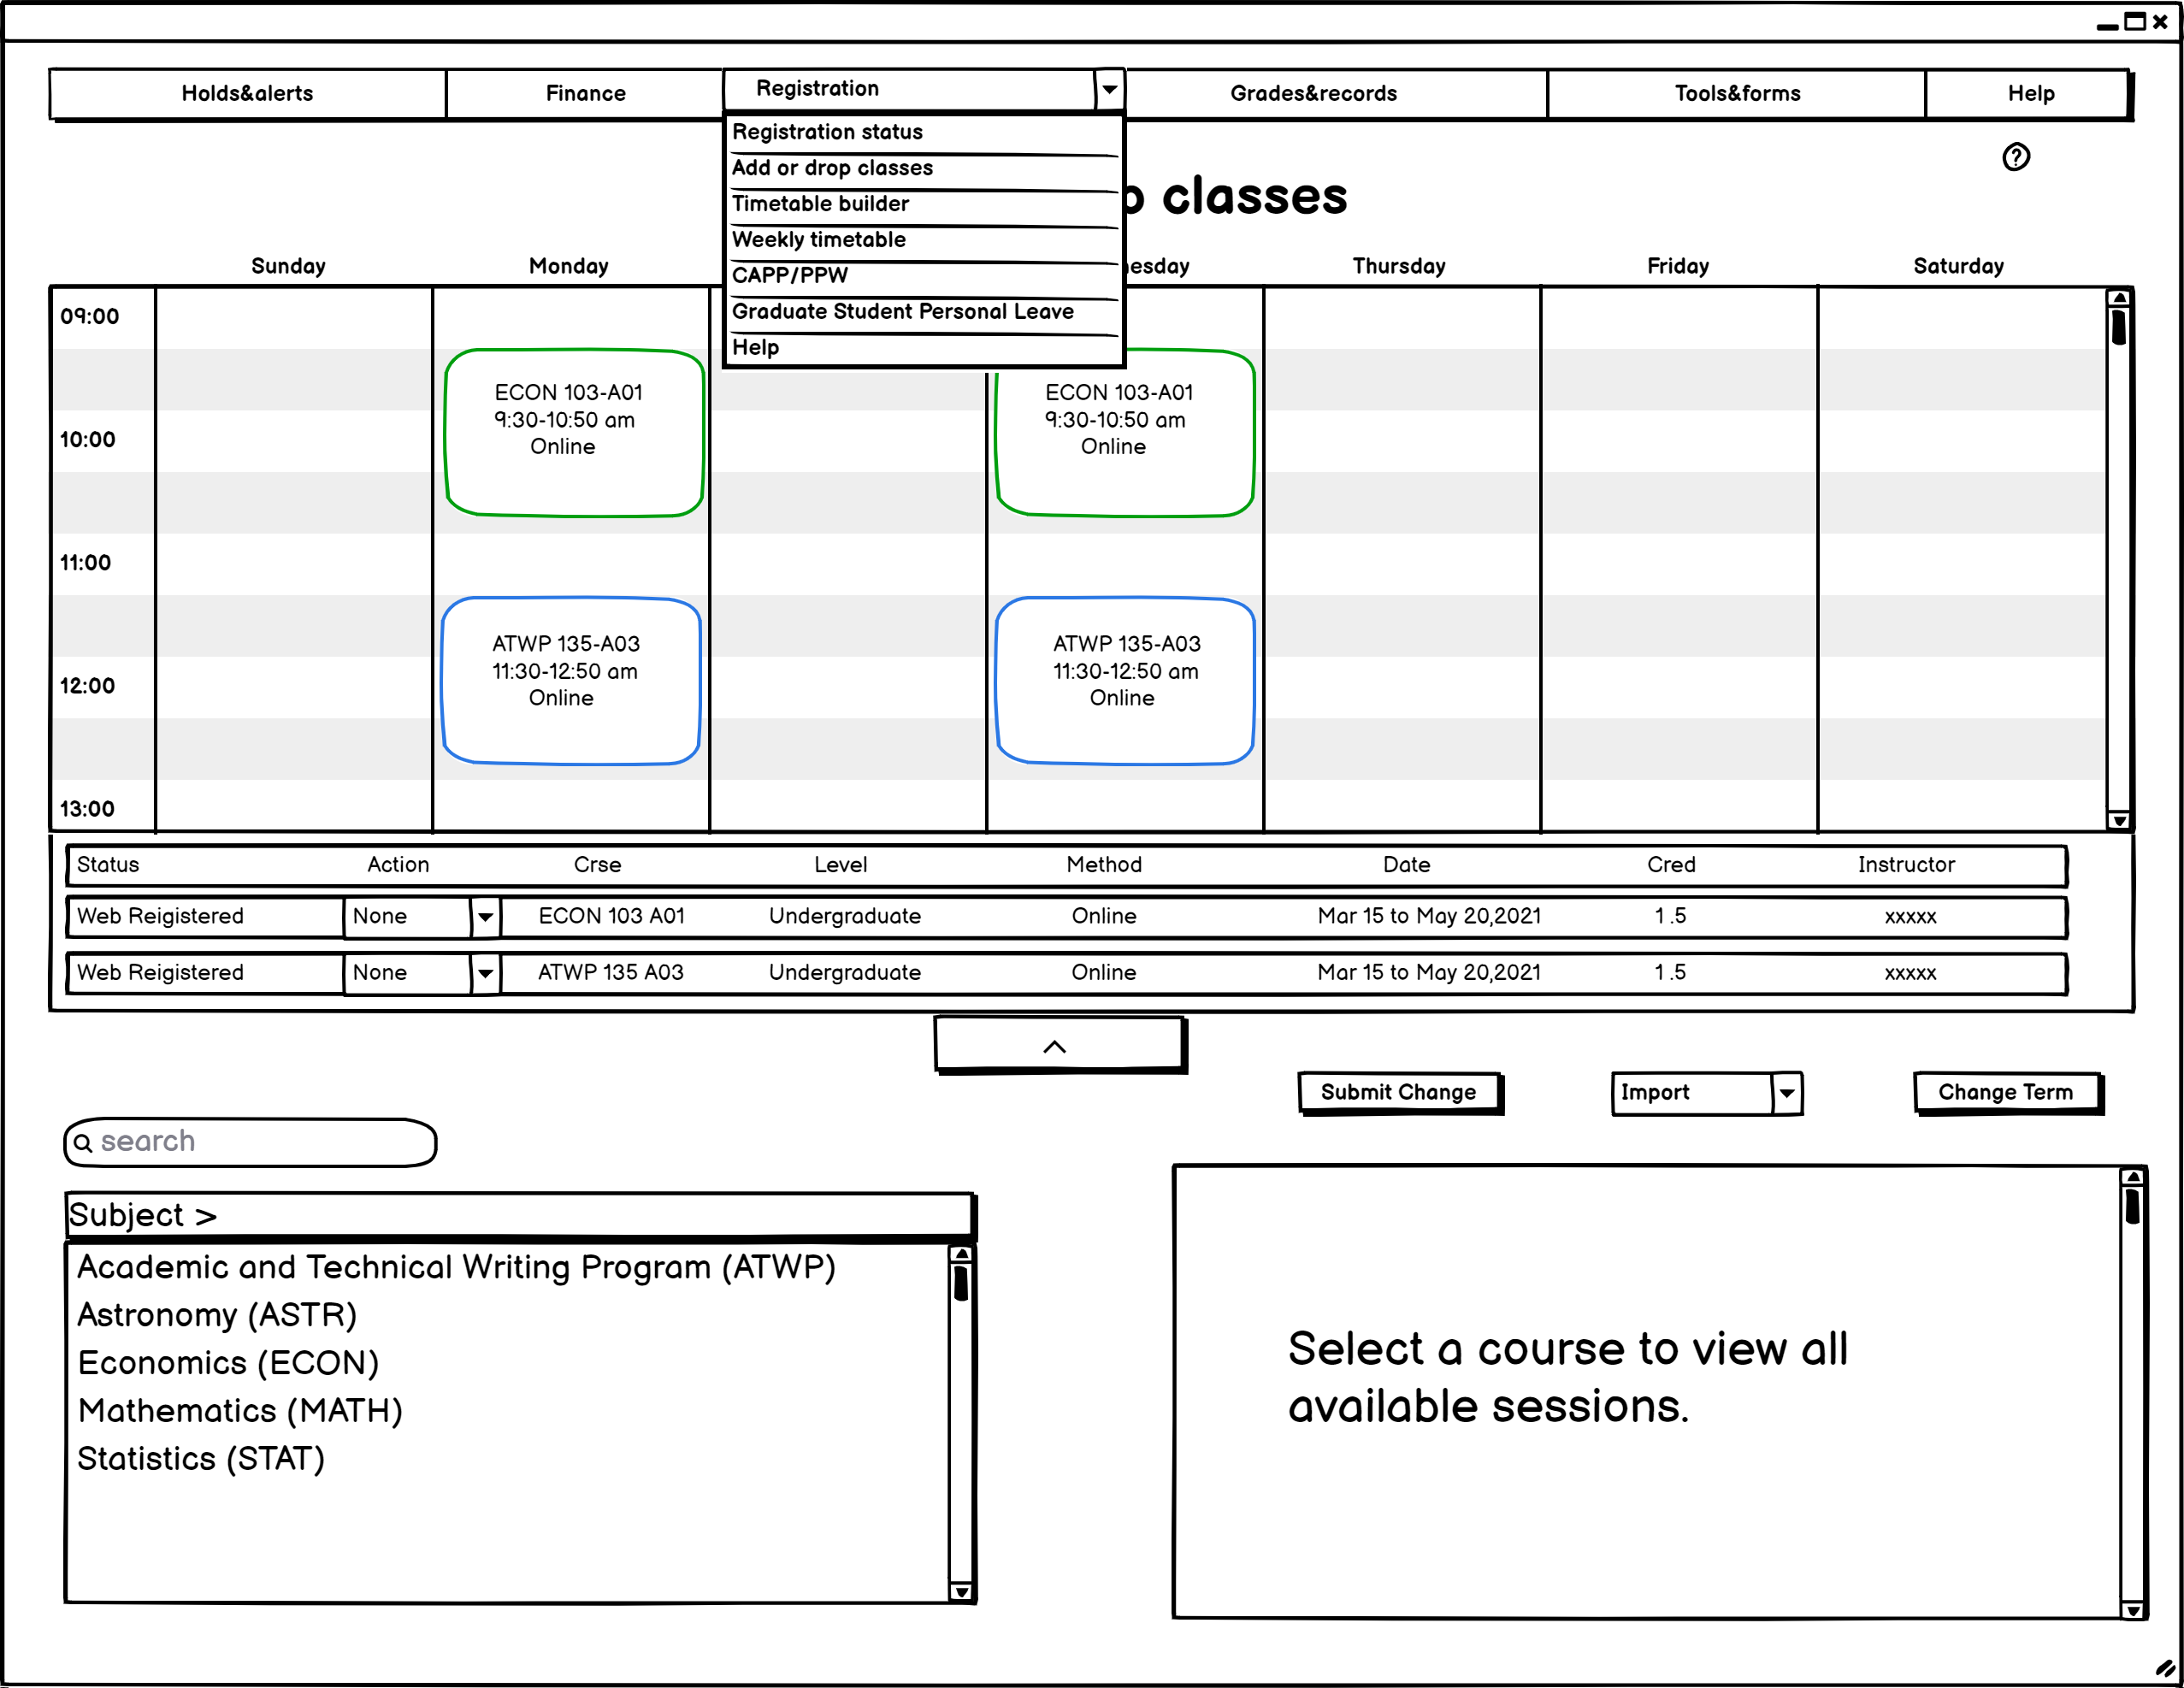 Holds&alerts Finance Registration Grades&records Tools&forms Help
Registration status
Add or drop classes
Timetable builder
Weekly timetable
CAPP/PPW
Graduate Student Personal Leave
Help
?
classes
Sunday Monday Thursday Friday Saturday
09:00
10:00
11:00
12:00
13:00
ECON 103-A01
9:30-10:50 am
Online
ECON 103-A01
9:30-10:50 am
Online
ATWP 135-A03
11:30-12:50 am
Online
ATWP 135-A03
11:30-12:50 am
Online
Status Action Crse Level Method Date Cred Instructor
Web Reigistered None ECON 103 A01 Undergraduate Online Mar 15 to May 20,2021 1.5 xxxxx
Web Reigistered None ATWP 135 A03 Undergraduate Online Mar 15 to May 20,2021 1.5 xxxxx
Submit Change Import Change Term
search
Subject >
Academic and Technical Writing Program (ATWP)
Astronomy (ASTR)
Economics (ECON)
Mathematics (MATH)
Statistics (STAT)
Select a course to view all
available sessions.